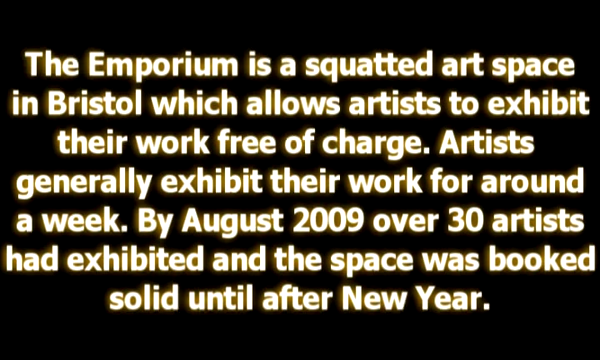 The Emporium is a squatted art space
in Bristol which allows artists to exhibit
their work free of charge. Artists
generally exhibit their work for around
a week. By August 2009 over 30 artists
had exhibited and the space was booked
solid until after New Year.